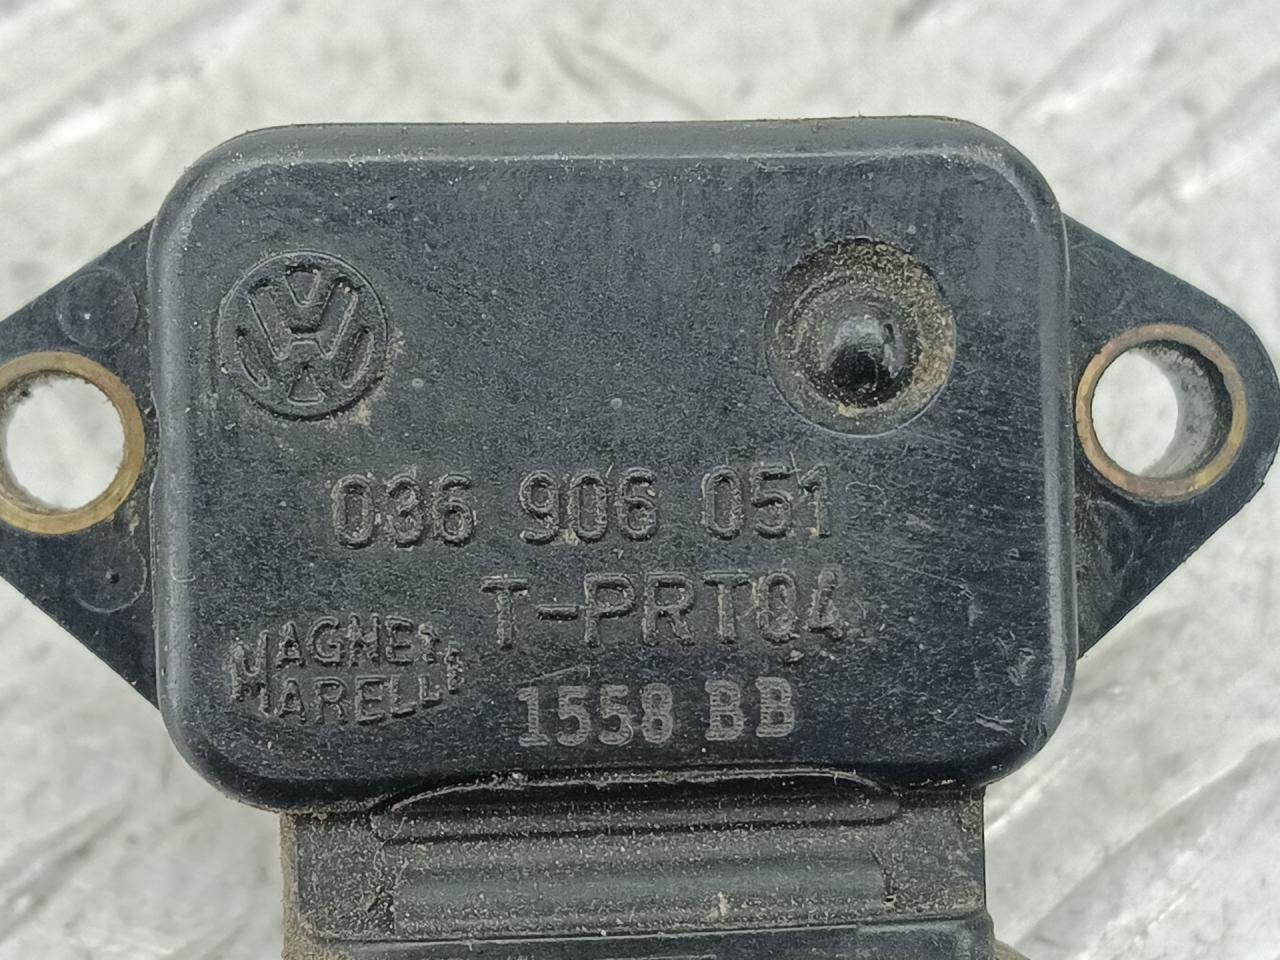 036 906 051
T-PRT04
MAGNETI
MARELLI
1558 BB